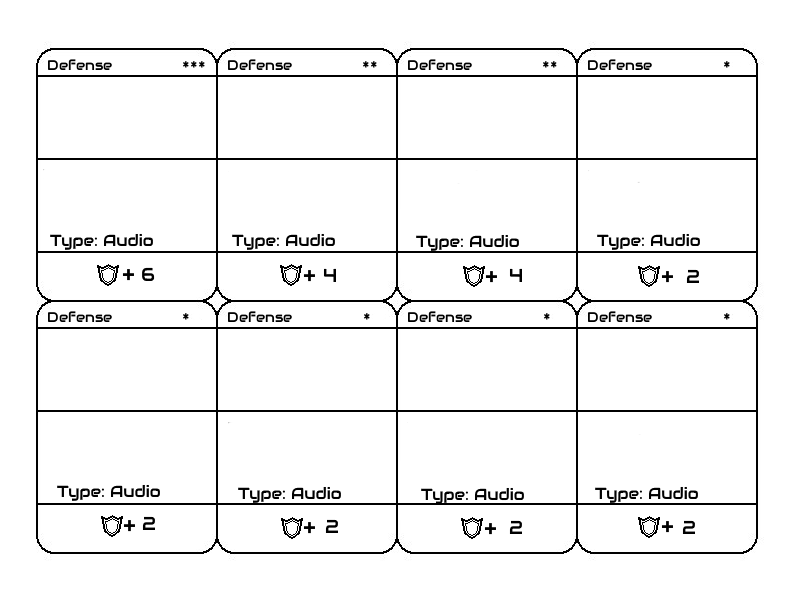 Defense ***
Defense **
Defense **
Defense *
Type: Audio
Type: Audio
Type: Audio
Type: Audio
+ 6
+ 4
+ 4
+ 2
Defense *
Defense *
Defense *
Defense *
Type: Audio
Type: Audio
Type: Audio
Type: Audio
+ 2
+ 2
+ 2
+ 2